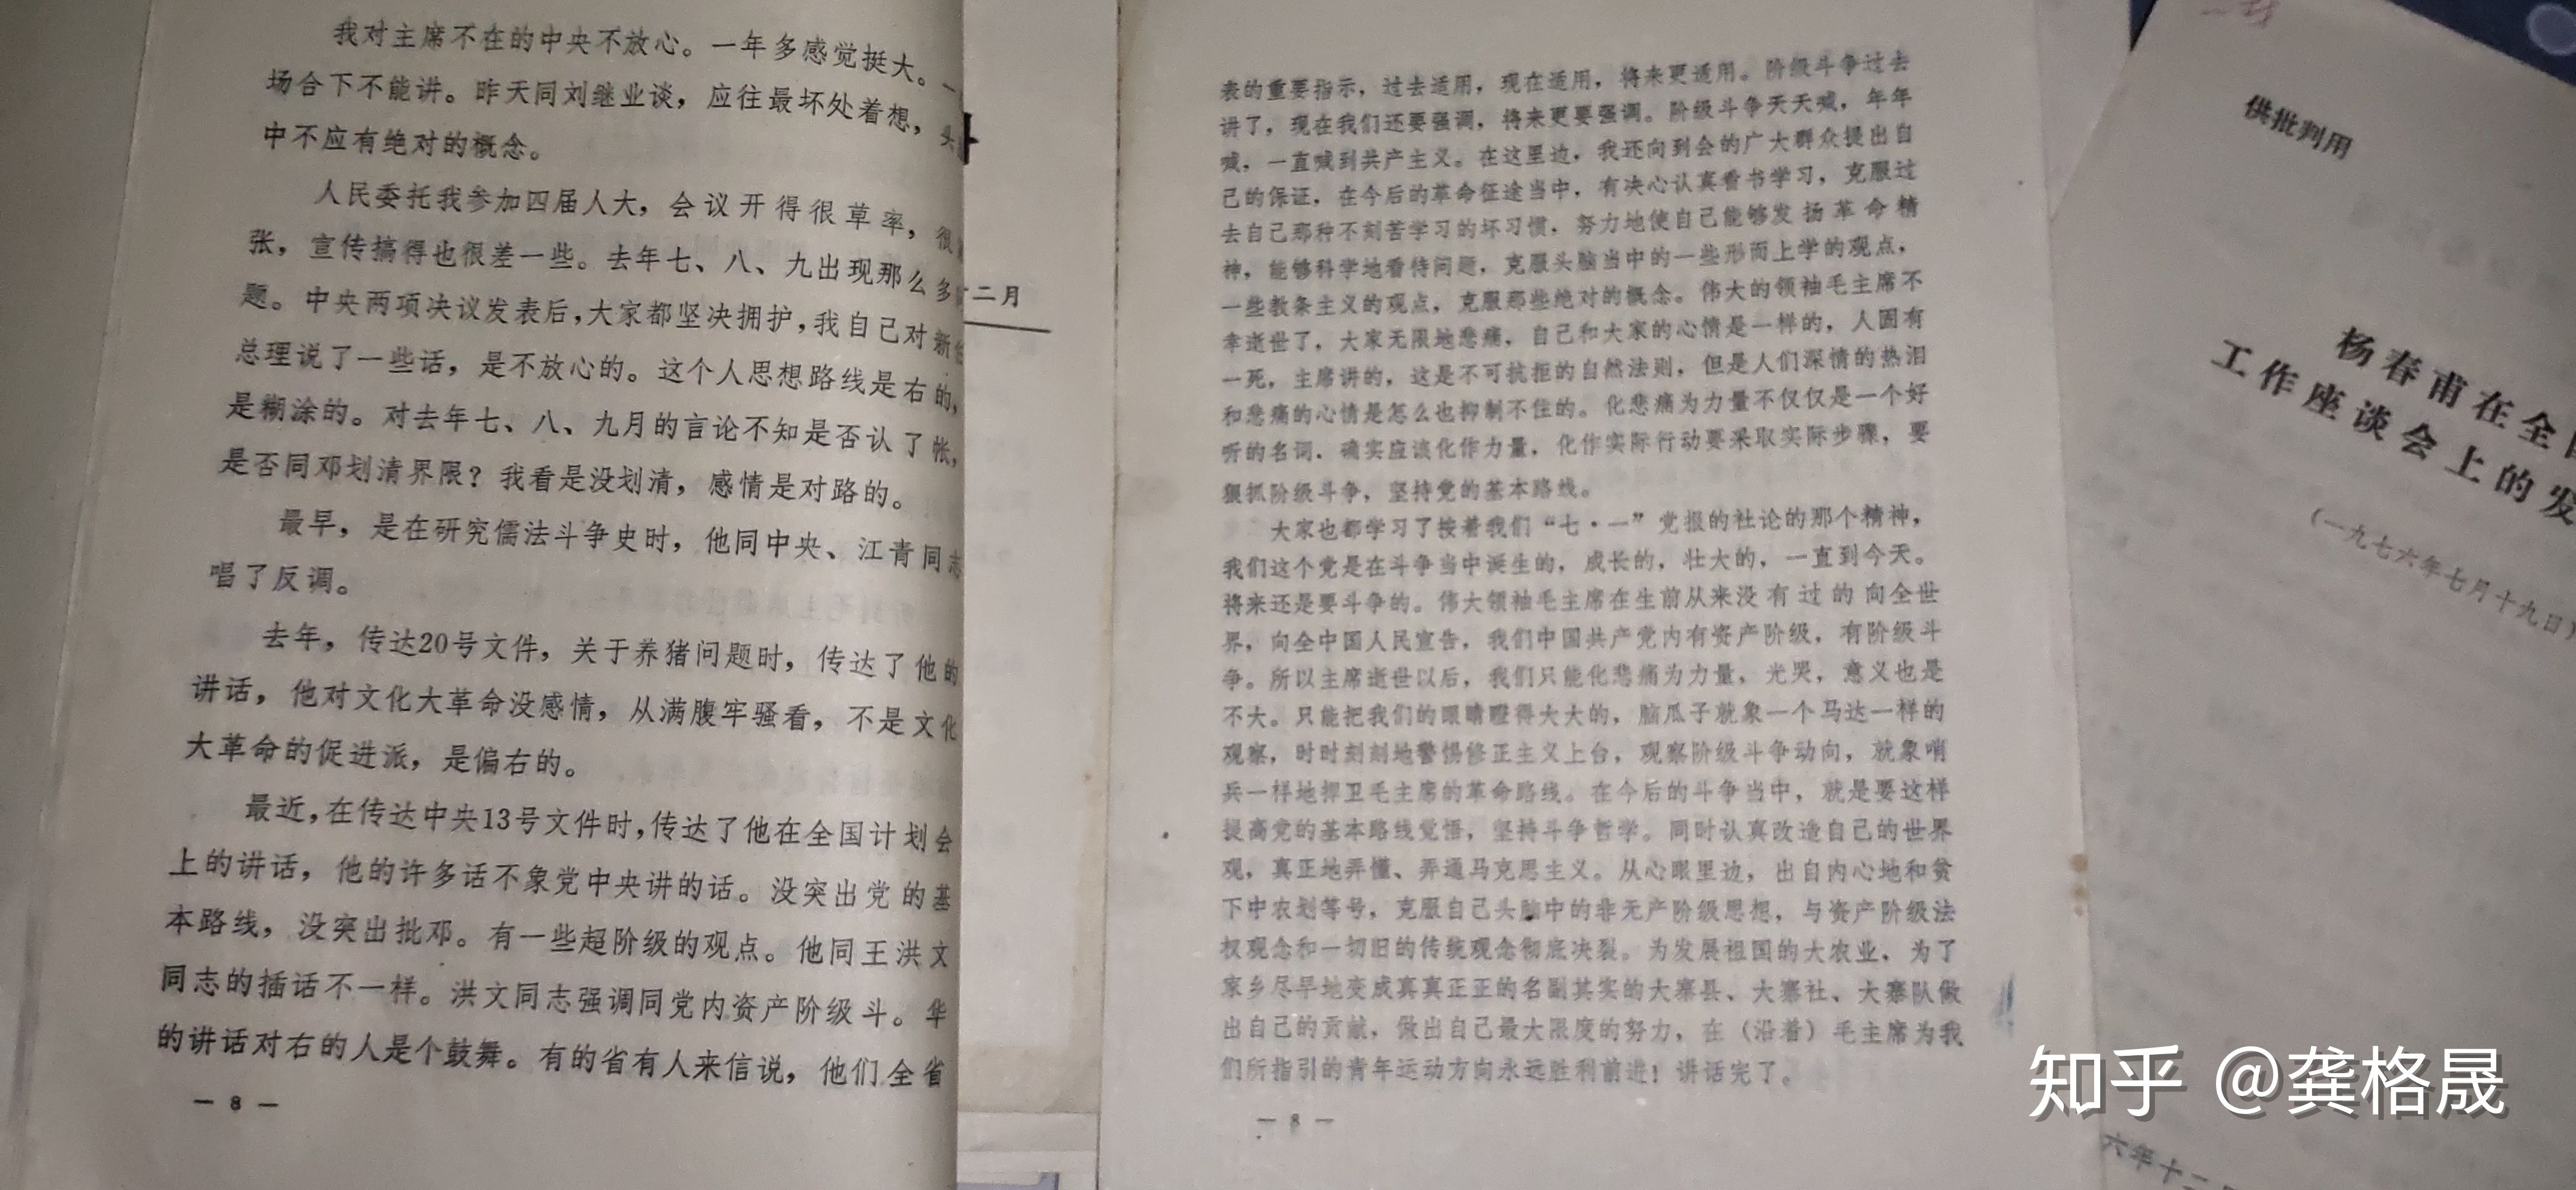 我对主席不在的中央不放心。一年多感觉挺大。一
场合下不能讲。昨天同刘继业谈，应往最坏处着想，头
中不应有绝对的概念。
人民委托我参加四届人大，会议开得很草率，很
张，宣传搞得也很差一些。去年七、八、九出现那么多
题。中央两项决议发表后，大家都坚决拥护，我自己对新
总理说了一些话，是不放心的。这个人思想路线是右的，
是糊涂的。对去年七、八、九月的言论不知是否认了帐，
是否同邓划清界限？我看是没划清，感情是对路的。
最早，是在研究儒法斗争史时，他同中央、江青同志
唱了反调。
去年，传达20号文件，关于养猪问题时，传达了他的
讲话，他对文化大革命没感情，从满腹牢骚看，不是文化
大革命的促进派，是偏右的。
最近，在传达中央13号文件时，传达了他在全国计划会
上的讲话，他的许多话不象党中央讲的话。没突出党的基
本路线，没突出批邓。有一些超阶级的观点。他同王洪文
同志的插话不一样。洪文同志强调同党内资产阶级斗。华
的讲话对右的人是个鼓舞。有的省有人来信说，他们全省
— 8 —
二月
表的重要指示，过去适用，现在适用，将来更适用。阶级斗争过去
讲了，现在我们还要强调，将来更要强调。阶级斗争天天喊，年年
喊，一直喊到共产主义。在这里边，我还向到会的广大群众提出自
己的保证，在今后的革命征途当中，有决心认真看书学习，克服过
去自己那种不刻苦学习的坏习惯，努力地使自己能够发扬革命精
神，能够科学地看待问题，克服头脑当中的一些形而上学的观点，
一些教条主义的观点，克服那些绝对的概念。伟大的领袖毛主席不
幸逝世了，大家无限地悲痛，自己和大家的心情是一样的，人固有
一死，主席讲的，这是不可抗拒的自然法则，但是人们深情的热泪
和悲痛的心情是怎么也抑制不住的。化悲痛为力量不仅仅是一个好
听的名词，确实应该化作力量，化作实际行动要采取实际步骤，要
狠抓阶级斗争，坚持党的基本路线。
大家也都学习了按着我们“七·一”党报的社论的那个精神，
我们这个党是在斗争当中诞生的，成长的，壮大的，一直到今天。
将来还是要斗争的。伟大领袖毛主席在生前从来没有过的向全世
界，向全中国人民宣告，我们中国共产党内有资产阶级，有阶级斗
争。所以主席逝世以后，我们只能化悲痛为力量，光哭，意义也是
不大。只能把我们的眼睛瞪得大大的，脑瓜子就象一个马达一样的
观察，时时刻刻地警惕修正主义上台，观察阶级斗争动向，就象哨
兵一样地捍卫毛主席的革命路线。在今后的斗争当中，就是要这样
提高党的基本路线觉悟，坚持斗争哲学。同时认真改造自己的世界
观，真正地弄懂、弄通马克思主义。从心眼里边，出自内心地和贫
下中农划等号，克服自己头脑中的非无产阶级思想，与资产阶级法
权观念和一切旧的传统观念彻底决裂。为发展祖国的大农业，为了
家乡尽早地变成真真正正的名副其实的大寨县、大寨社、大寨队做
出自己的贡献，做出自己最大限度的努力，在（沿着）毛主席为我
们所指引的青年运动方向永远胜利前进！讲话完了。
— 8 —
供批判用
杨春甫在全
工作座谈会上的发
（一九七六年七月十九日）
六年十二
知乎 @龚格晟